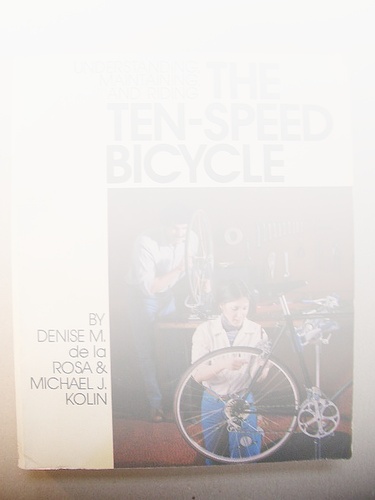 THE
TEN-SPEED
BICYCLE
BY
DENISE M.
de la
ROSA &
MICHAEL J.
KOLIN